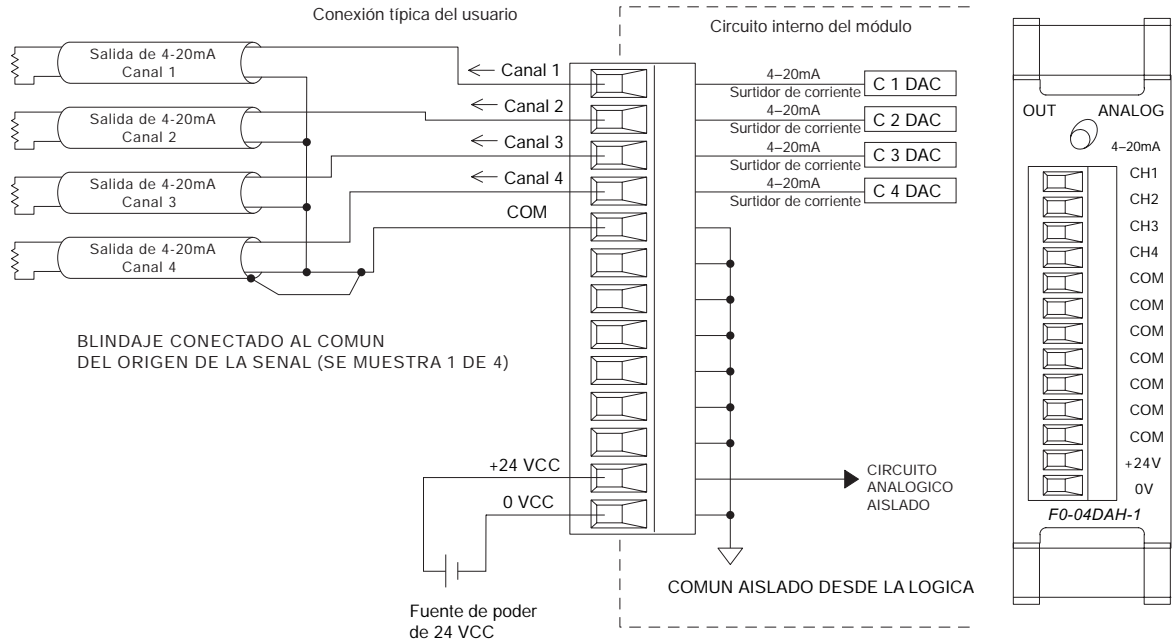 Conexión típica del usuario
Circuito interno del módulo
Salida de 4-20mA
Canal 1
Salida de 4-20mA
Canal 2
Salida de 4-20mA
Canal 3
Salida de 4-20mA
Canal 4
← Canal 1
← Canal 2
← Canal 3
← Canal 4
COM
4–20mA
Surtidor de corriente
C 1 DAC
4–20mA
Surtidor de corriente
C 2 DAC
4–20mA
Surtidor de corriente
C 3 DAC
4–20mA
Surtidor de corriente
C 4 DAC
BLINDAJE CONECTADO AL COMUN
DEL ORIGEN DE LA SENAL (SE MUESTRA 1 DE 4)
+24 VCC
0 VCC
CIRCUITO
ANALOGICO
AISLADO
COMUN AISLADO DESDE LA LOGICA
Fuente de poder
de 24 VCC
OUT ANALOG
4–20mA
CH1
CH2
CH3
CH4
COM
COM
COM
COM
COM
COM
COM
+24V
0V
F0-04DAH-1